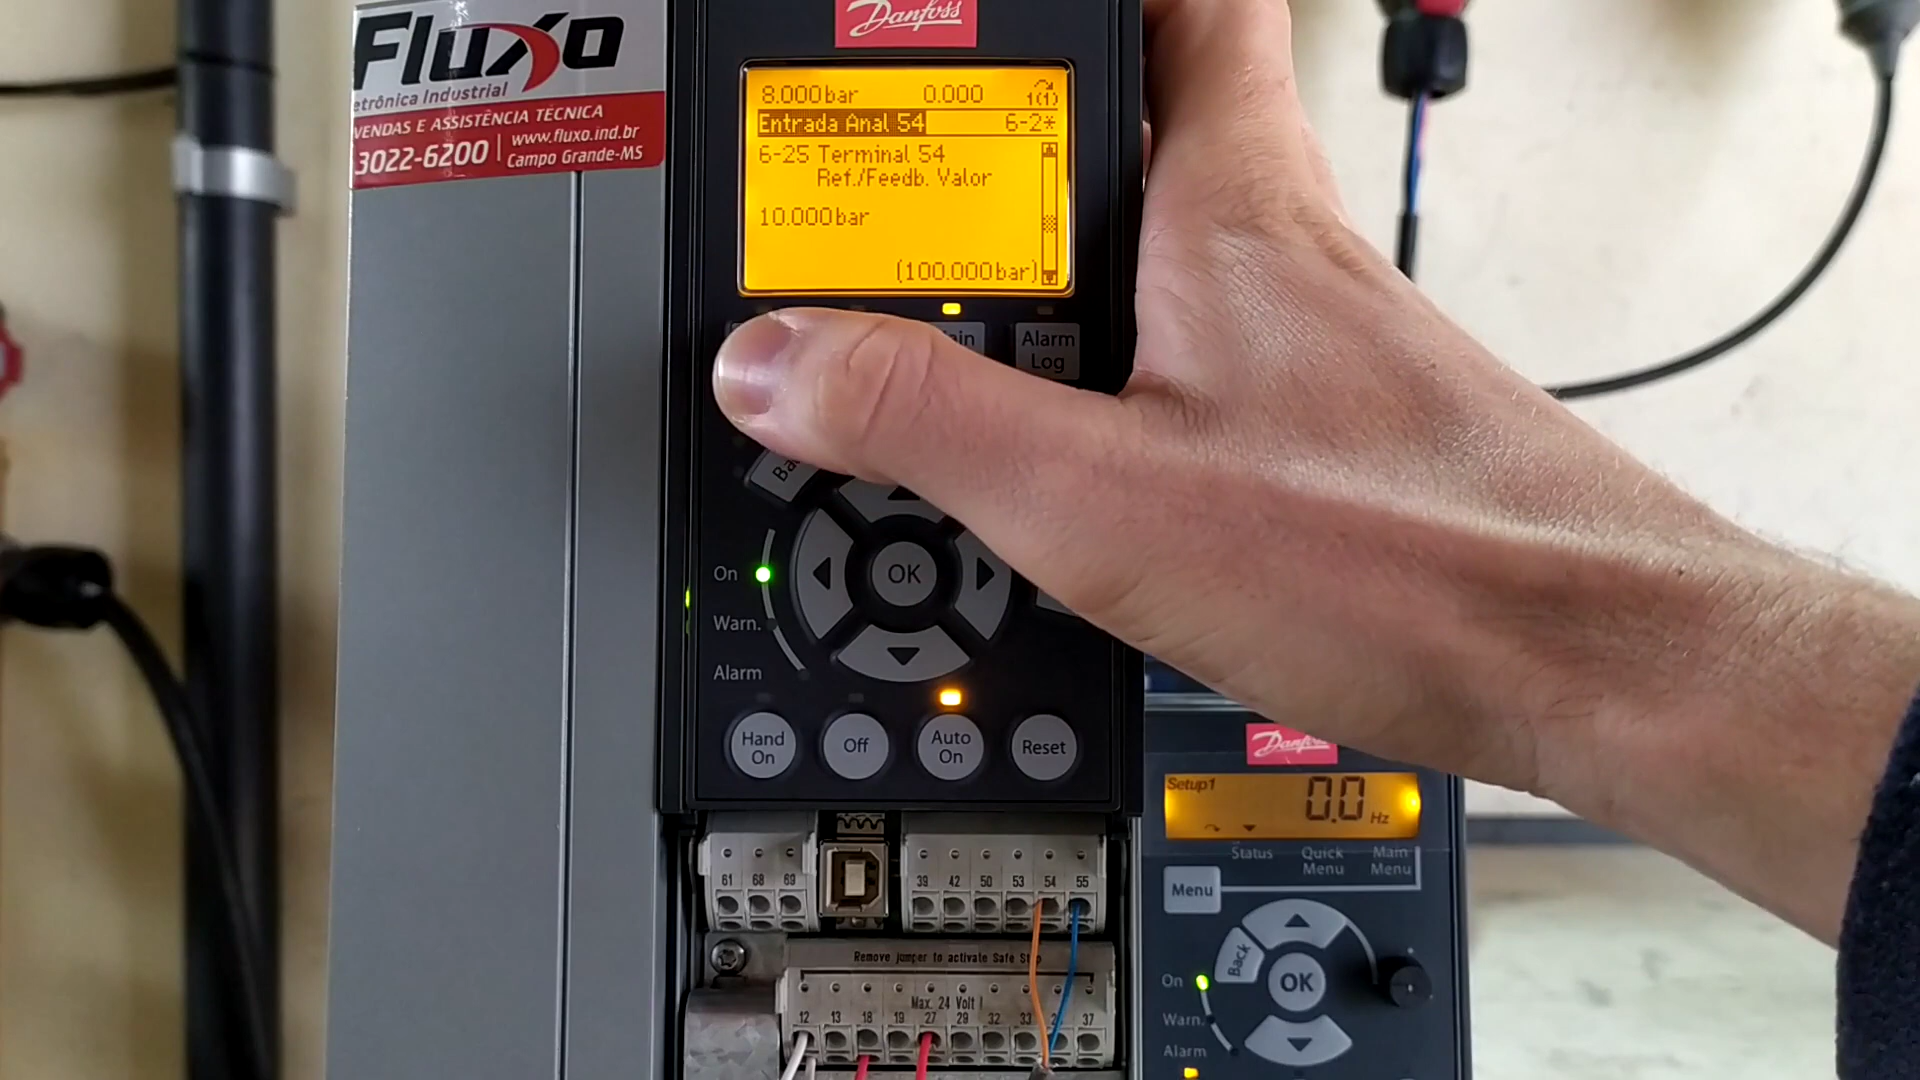 Fluxo
etrônica Industrial
VENDAS E ASSISTÊNCIA TÉCNICA
3022-6200 | www.fluxo.ind.br
Campo Grande-MS
Danfoss
8.000bar 0.000 1(1)
Entrada Anal 54 6-2*
6-25 Terminal 54
Ref./Feedb. Valor
10.000bar
(100.000bar)
Alarm
Log
OK
On
Warn.
Alarm
Hand
On
Off
Auto
On
Reset
61 68 69
39 42 50 53 54 55
Remove jumper to activate Safe Stop
Max. 24 Volt !
12 13 18 19 27 29 32 33 37
Danfoss
Setup1
0.0 Hz
Status
Quick
Menu
Main
Menu
Menu
Back
OK
On
Warn.
Alarm